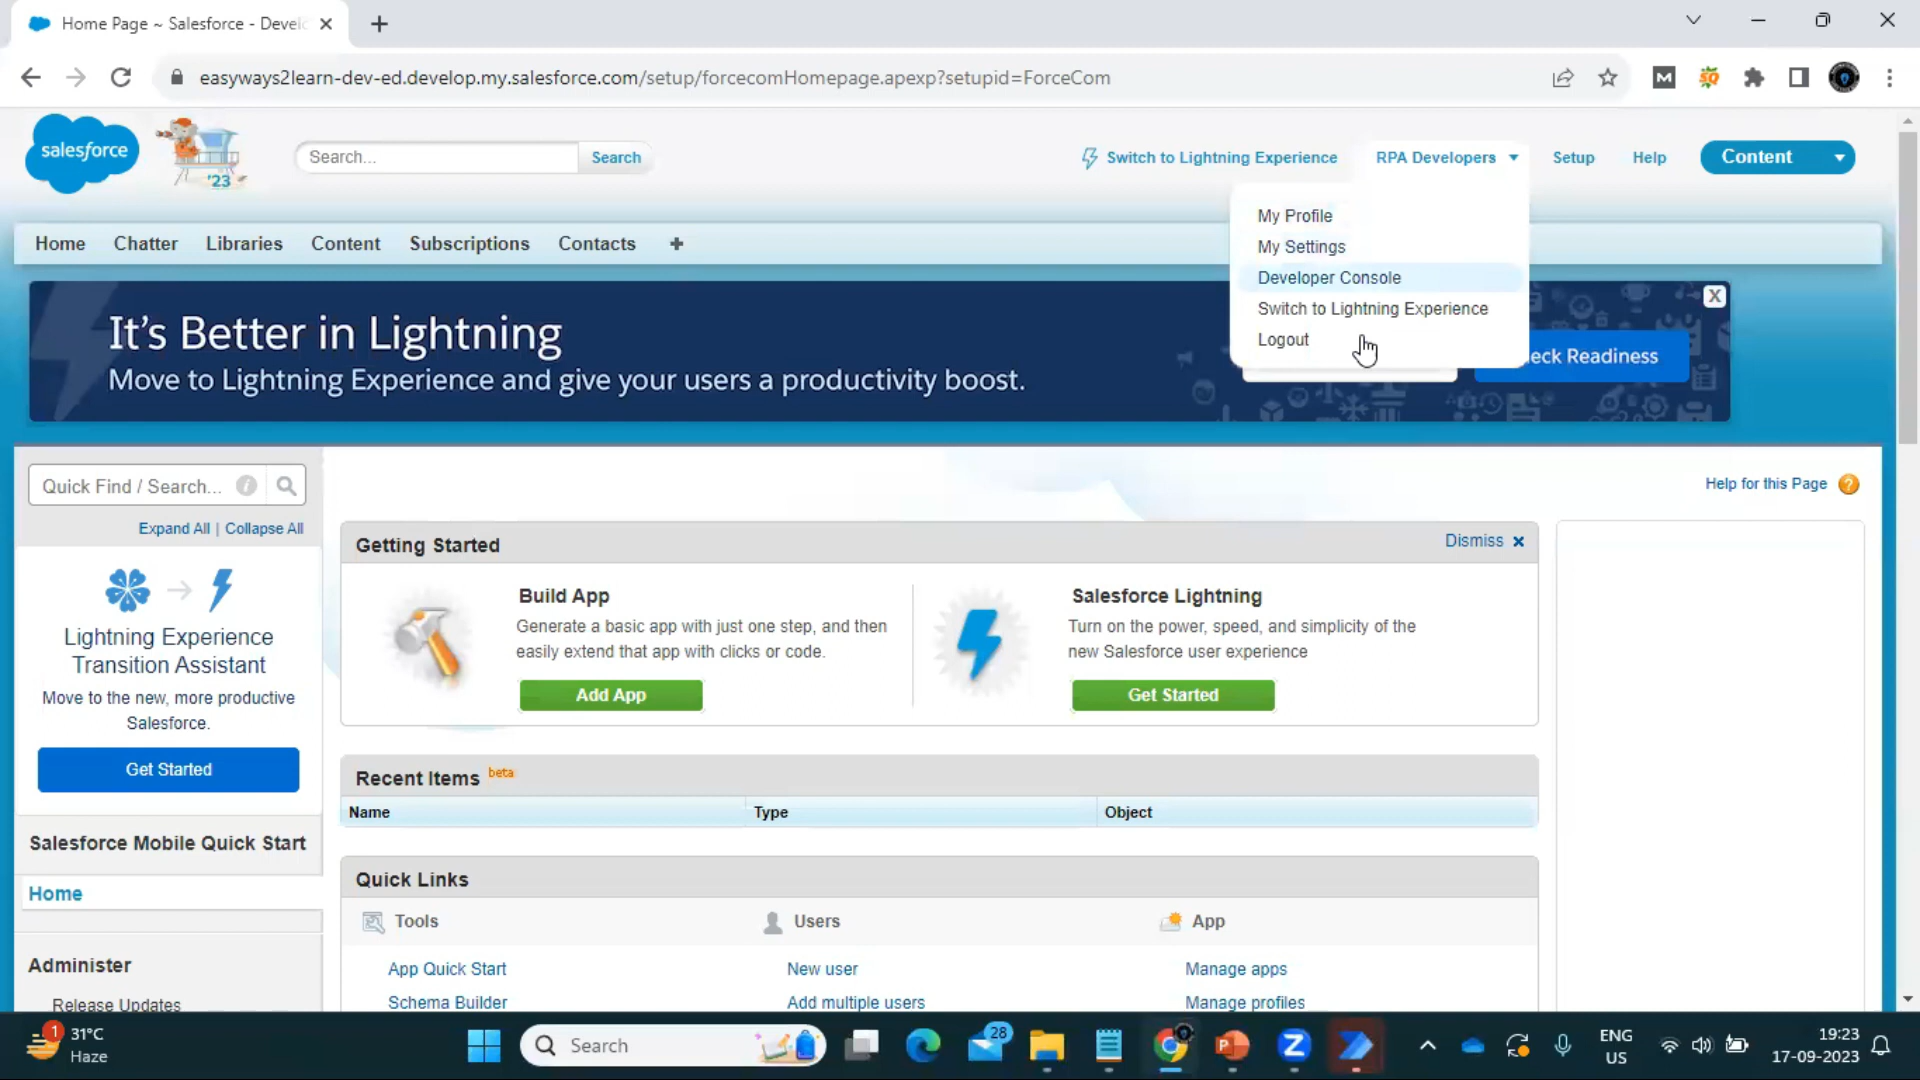 Home Page ~ Salesforce - Develo
easyways2learn-dev-ed.develop.my.salesforce.com/setup/forcecomHomepage.apexp?setupid=ForceCom
salesforce
'23
Search...
Search
Switch to Lightning Experience
RPA Developers
Setup
Help
Content
My Profile
My Settings
Developer Console
Switch to Lightning Experience
Logout
Home
Chatter
Libraries
Content
Subscriptions
Contacts
+
It's Better in Lightning
Move to Lightning Experience and give your users a productivity boost.
X
eck Readiness
Quick Find / Search...
Expand All | Collapse All
Lightning Experience
Transition Assistant
Move to the new, more productive
Salesforce.
Get Started
Salesforce Mobile Quick Start
Home
Administer
Release Updates
Help for this Page
Getting Started
Dismiss
Build App
Generate a basic app with just one step, and then
easily extend that app with clicks or code.
Add App
Salesforce Lightning
Turn on the power, speed, and simplicity of the
new Salesforce user experience
Get Started
Recent Items beta
Name
Type
Object
Quick Links
Tools
Users
App
App Quick Start
New user
Manage apps
Schema Builder
Add multiple users
Manage profiles
1
31°C
Haze
Search
28
ENG
US
19:23
17-09-2023